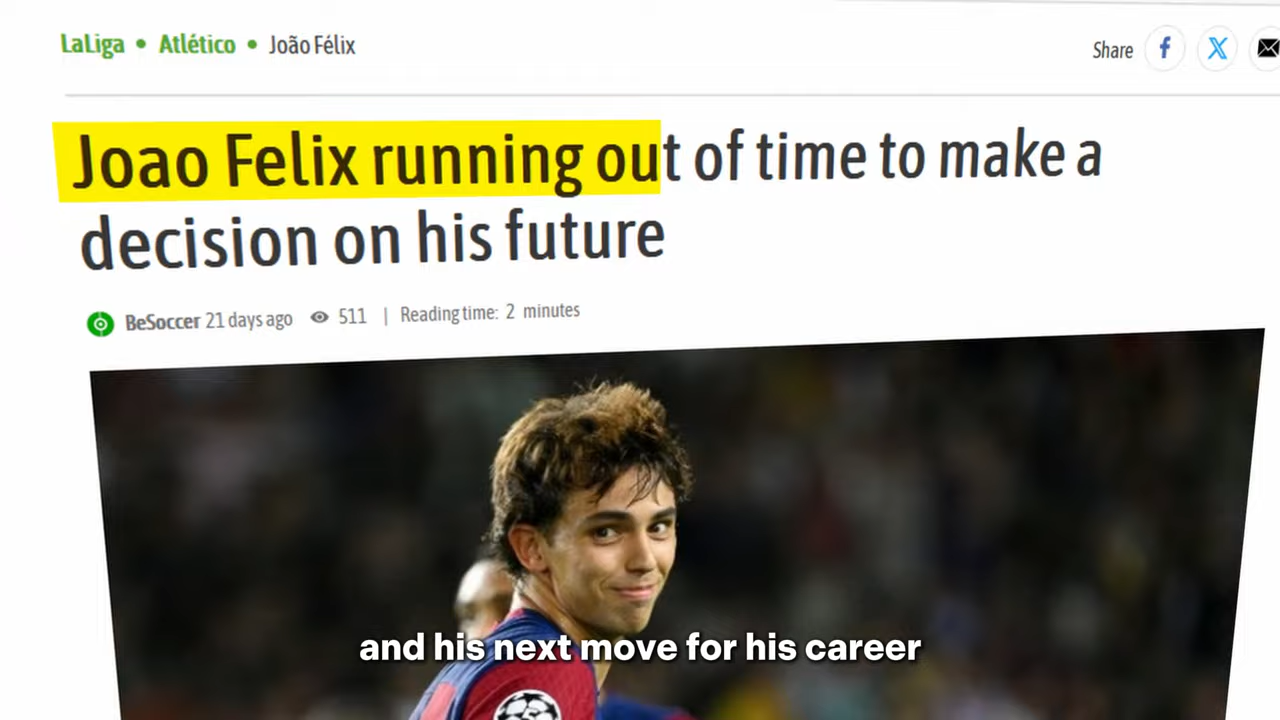 LaLiga • Atlético • João Félix
Share
Joao Felix running out of time to make a
decision on his future
BeSoccer 21 days ago 511 | Reading time: 2 minutes
and his next move for his career